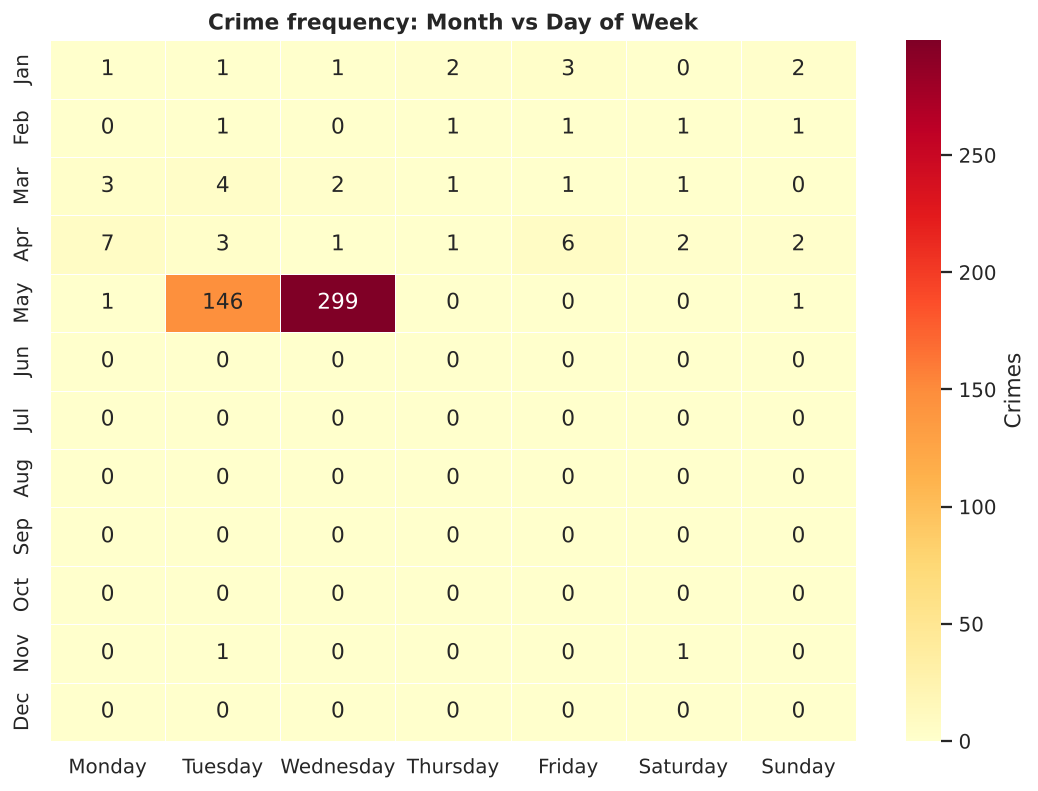 Crime frequency: Month vs Day of Week
Jan 1 1 1 2 3 0 2
Feb 0 1 0 1 1 1 1
Mar 3 4 2 1 1 1 0
Apr 7 3 1 1 6 2 2
May 1 146 299 0 0 0 1
Jun 0 0 0 0 0 0 0
Jul 0 0 0 0 0 0 0
Aug 0 0 0 0 0 0 0
Sep 0 0 0 0 0 0 0
Oct 0 0 0 0 0 0 0
Nov 0 1 0 0 0 1 0
Dec 0 0 0 0 0 0 0
Monday Tuesday Wednesday Thursday Friday Saturday Sunday
250
200
150
100
50
0
Crimes